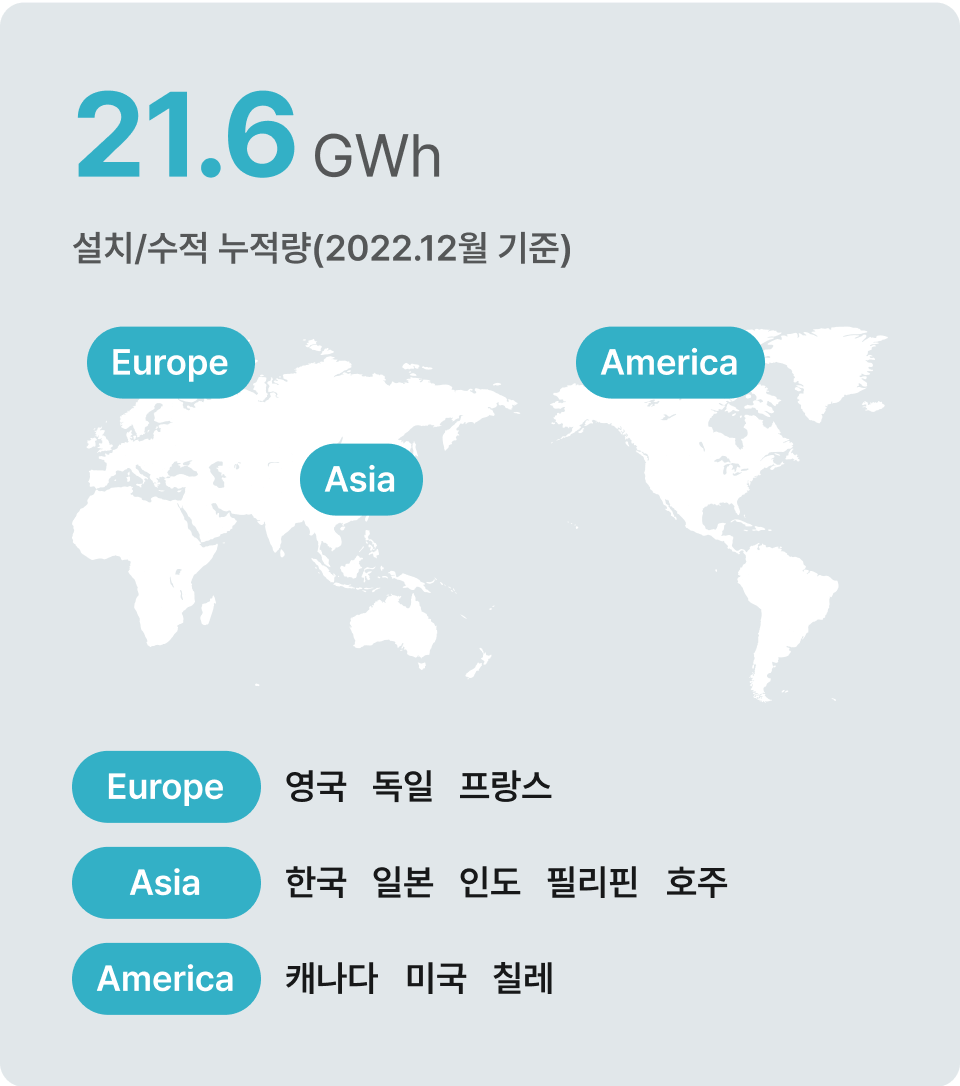 21.6 GWh
설치/수적 누적량(2022.12월 기준)
Europe
America
Asia
Europe 영국 독일 프랑스
Asia 한국 일본 인도 필리핀 호주
America 캐나다 미국 칠레